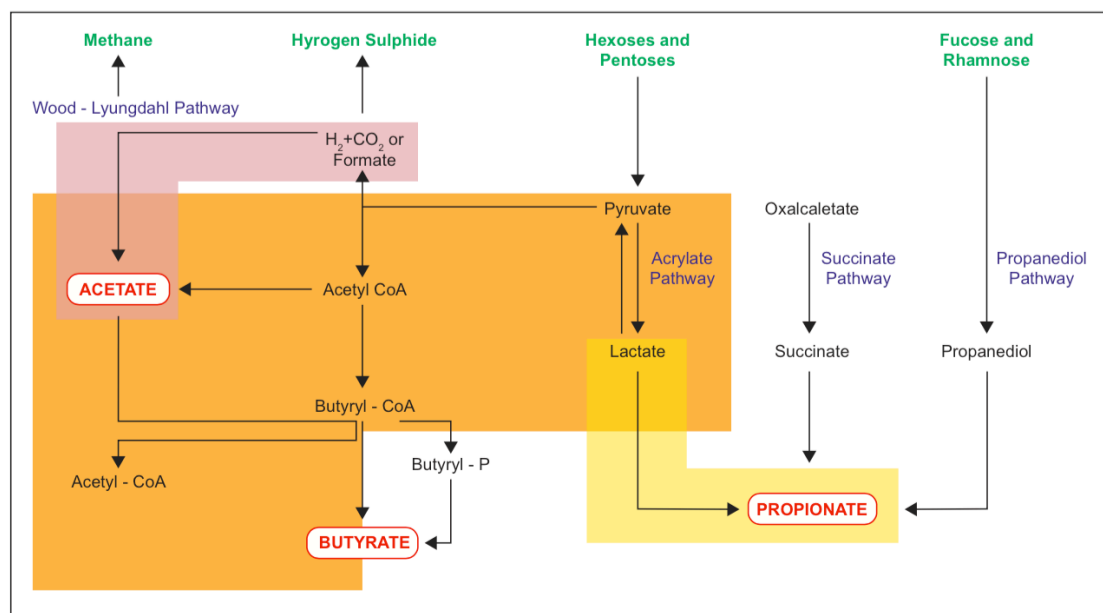 Methane
Hyrogen Sulphide
Hexoses and
Pentoses
Fucose and
Rhamnose
Wood - Lyungdahl Pathway
H2+CO2 or
Formate
Pyruvate
Oxalcaletate
Acrylate
Pathway
Succinate
Pathway
Propanediol
Pathway
ACETATE
Acetyl CoA
Lactate
Succinate
Propanediol
Butyryl - CoA
Butyryl - P
Acetyl - CoA
PROPIONATE
BUTYRATE